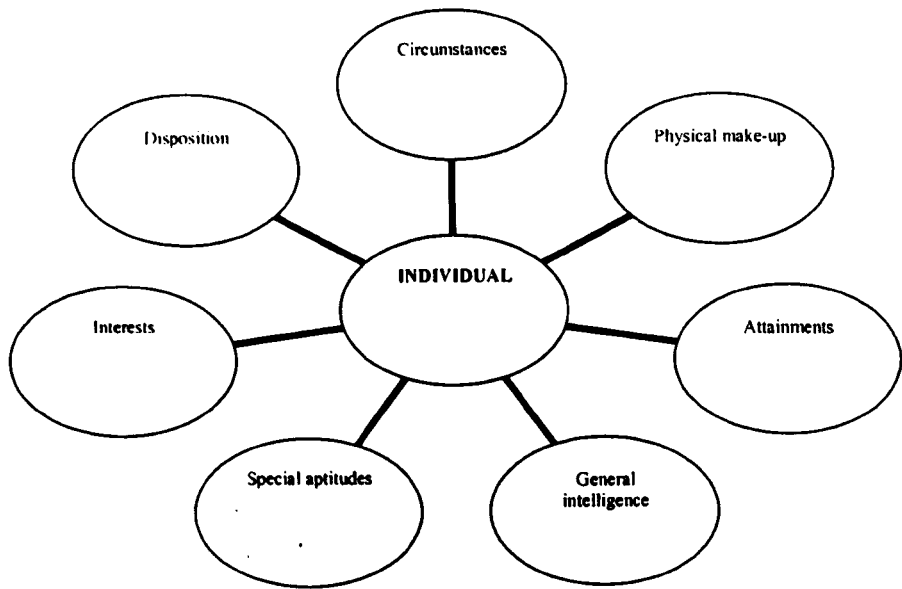 Circumstances
Disposition
Physical make-up
INDIVIDUAL
Interests
Attainments
Special aptitudes
General
intelligence